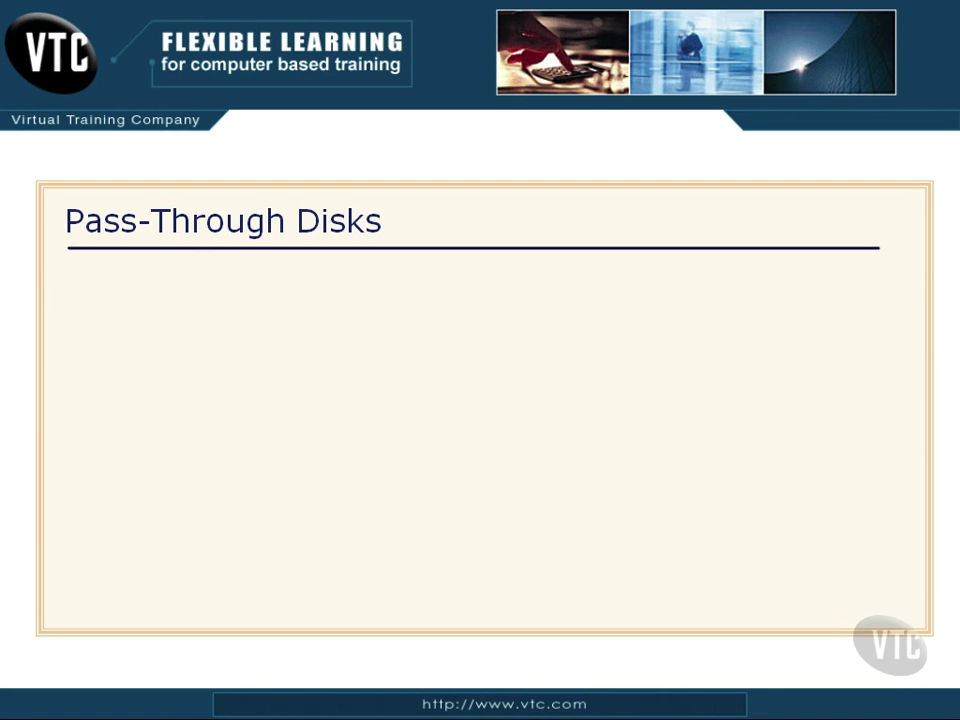 VTC
FLEXIBLE LEARNING
for computer based training
Virtual Training Company
Pass-Through Disks
VTC
http://www.vtc.com